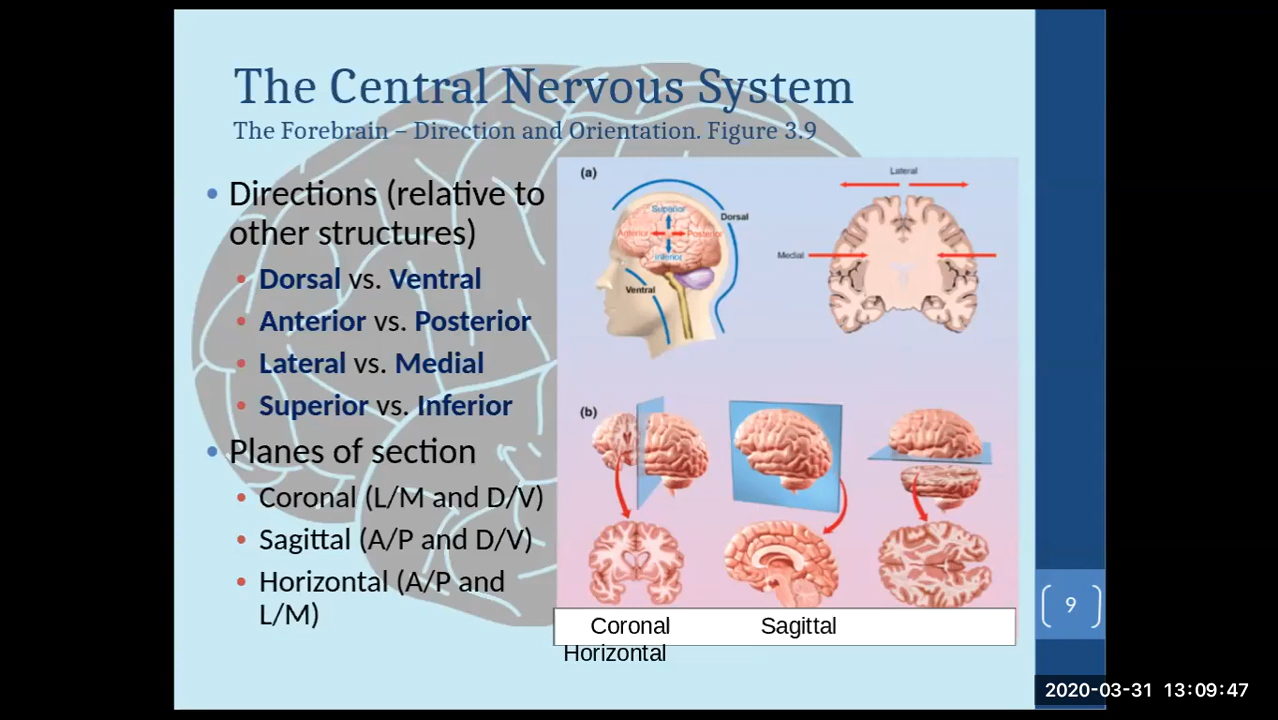 The Central Nervous System
The Forebrain – Direction and Orientation. Figure 3.9
• Directions (relative to
other structures)
• Dorsal vs. Ventral
• Anterior vs. Posterior
• Lateral vs. Medial
• Superior vs. Inferior
• Planes of section
• Coronal (L/M and D/V)
• Sagittal (A/P and D/V)
• Horizontal (A/P and
L/M)
(a)
Superior
Dorsal
Anterior
Posterior
Inferior
Ventral
Lateral
Medial
(b)
Coronal Sagittal
Horizontal
9
2020-03-31 13:09:47